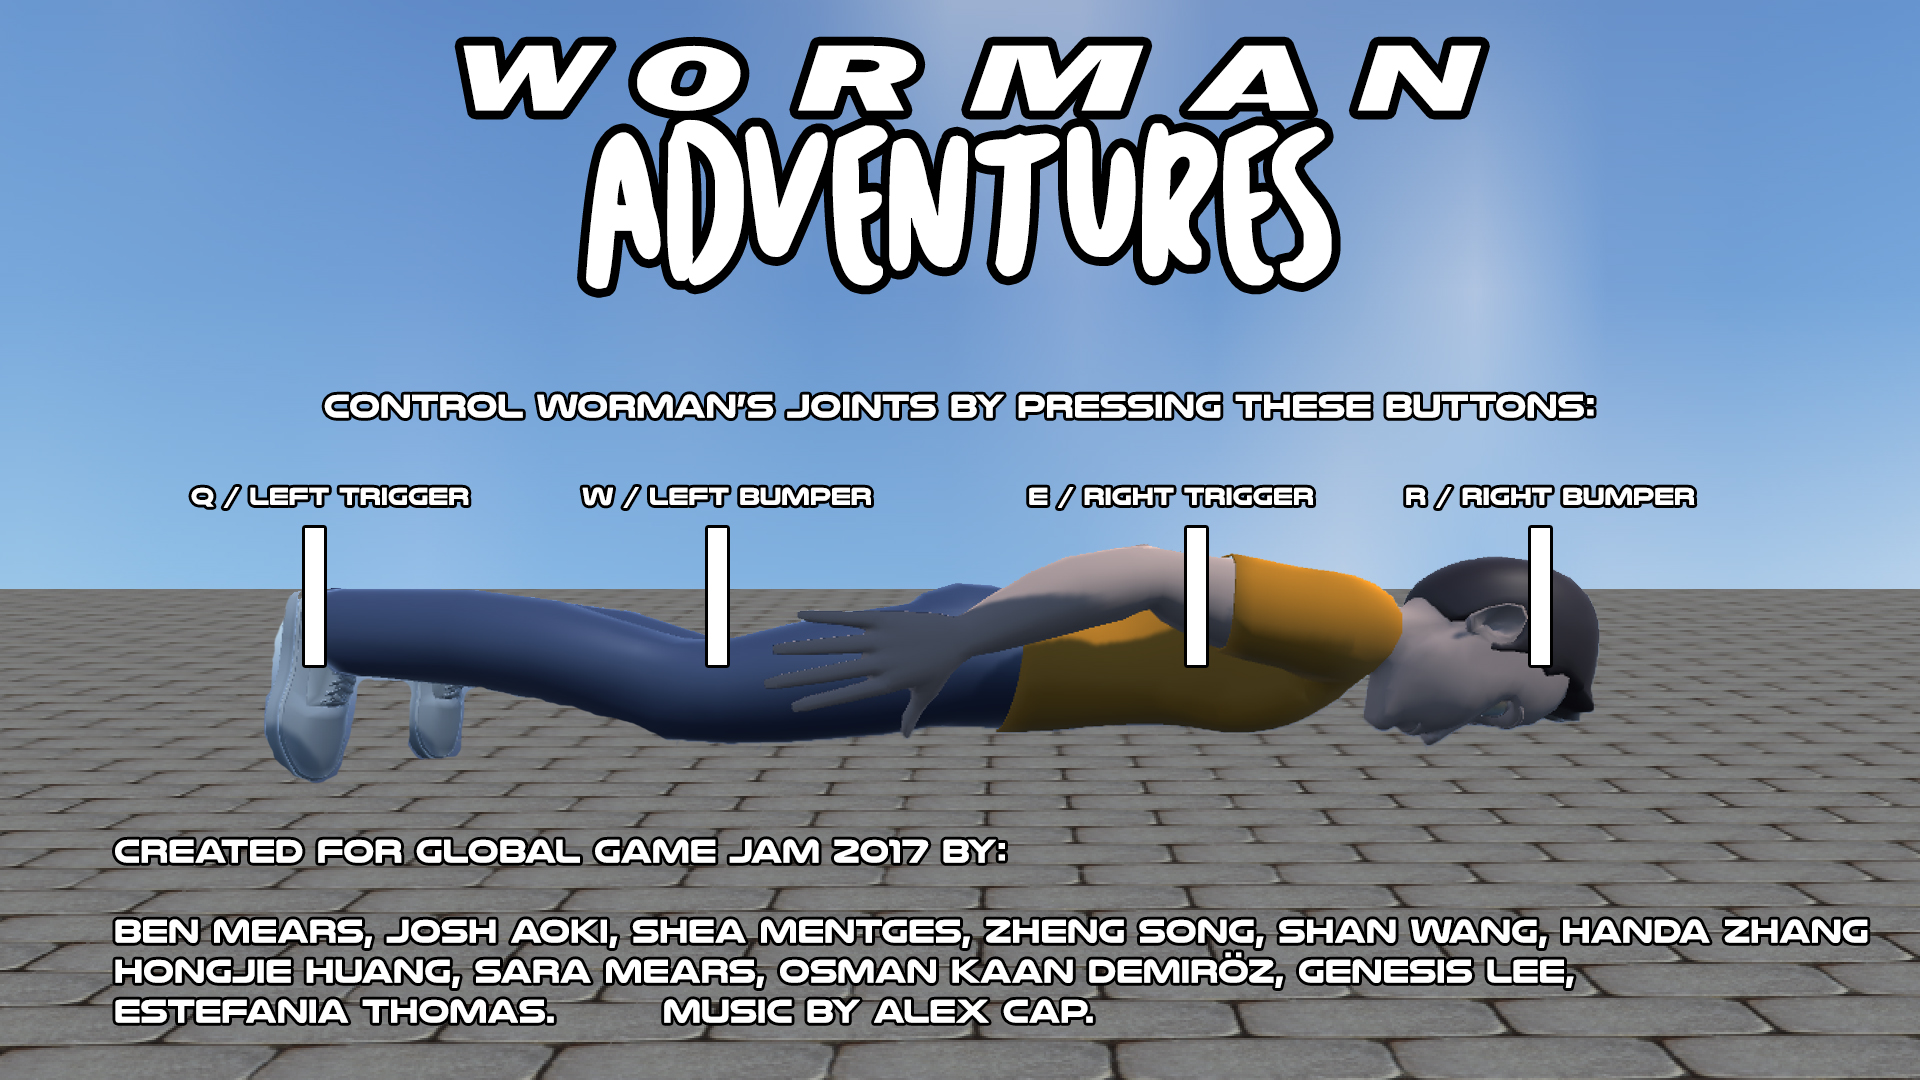 WORMAN
ADVENTURES
CONTROL WORMAN'S JOINTS BY PRESSING THESE BUTTONS:
Q / LEFT TRIGGER
W / LEFT BUMPER
E / RIGHT TRIGGER
R / RIGHT BUMPER
CREATED FOR GLOBAL GAME JAM 2017 BY:
BEN MEARS, JOSH AOKI, SHEA MENTGES, ZHENG SONG, SHAN WANG, HANDA ZHANG
HONGJIE HUANG, SARA MEARS, OSMAN KAAN DEMIRÖZ, GENESIS LEE,
ESTEFANIA THOMAS. MUSIC BY ALEX CAP.